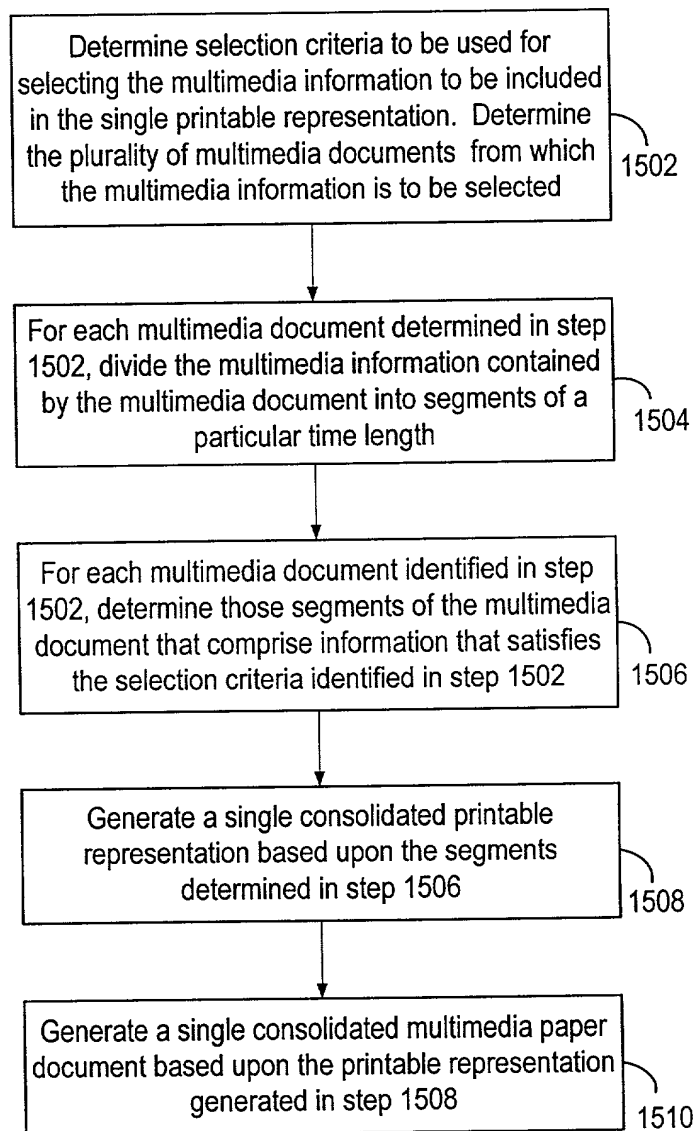 Determine selection criteria to be used for
selecting the multimedia information to be included
in the single printable representation. Determine
the plurality of multimedia documents from which
the multimedia information is to be selected
1502
For each multimedia document determined in step
1502, divide the multimedia information contained
by the multimedia document into segments of a
particular time length
1504
For each multimedia document identified in step
1502, determine those segments of the multimedia
document that comprise information that satisfies
the selection criteria identified in step 1502
1506
Generate a single consolidated printable
representation based upon the segments
determined in step 1506
1508
Generate a single consolidated multimedia paper
document based upon the printable representation
generated in step 1508
1510